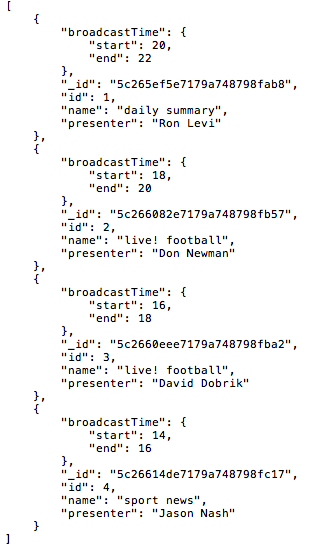 [
    {
        "broadcastTime": {
            "start": 20,
            "end": 22
        },
        "_id": "5c265ef5e7179a748798fab8",
        "id": 1,
        "name": "daily summary",
        "presenter": "Ron Levi"
    },
    {
        "broadcastTime": {
            "start": 18,
            "end": 20
        },
        "_id": "5c266082e7179a748798fb57",
        "id": 2,
        "name": "live! football",
        "presenter": "Don Newman"
    },
    {
        "broadcastTime": {
            "start": 16,
            "end": 18
        },
        "_id": "5c2660eee7179a748798fba2",
        "id": 3,
        "name": "live! football",
        "presenter": "David Dobrik"
    },
    {
        "broadcastTime": {
            "start": 14,
            "end": 16
        },
        "_id": "5c26614de7179a748798fc17",
        "id": 4,
        "name": "sport news",
        "presenter": "Jason Nash"
    }
]